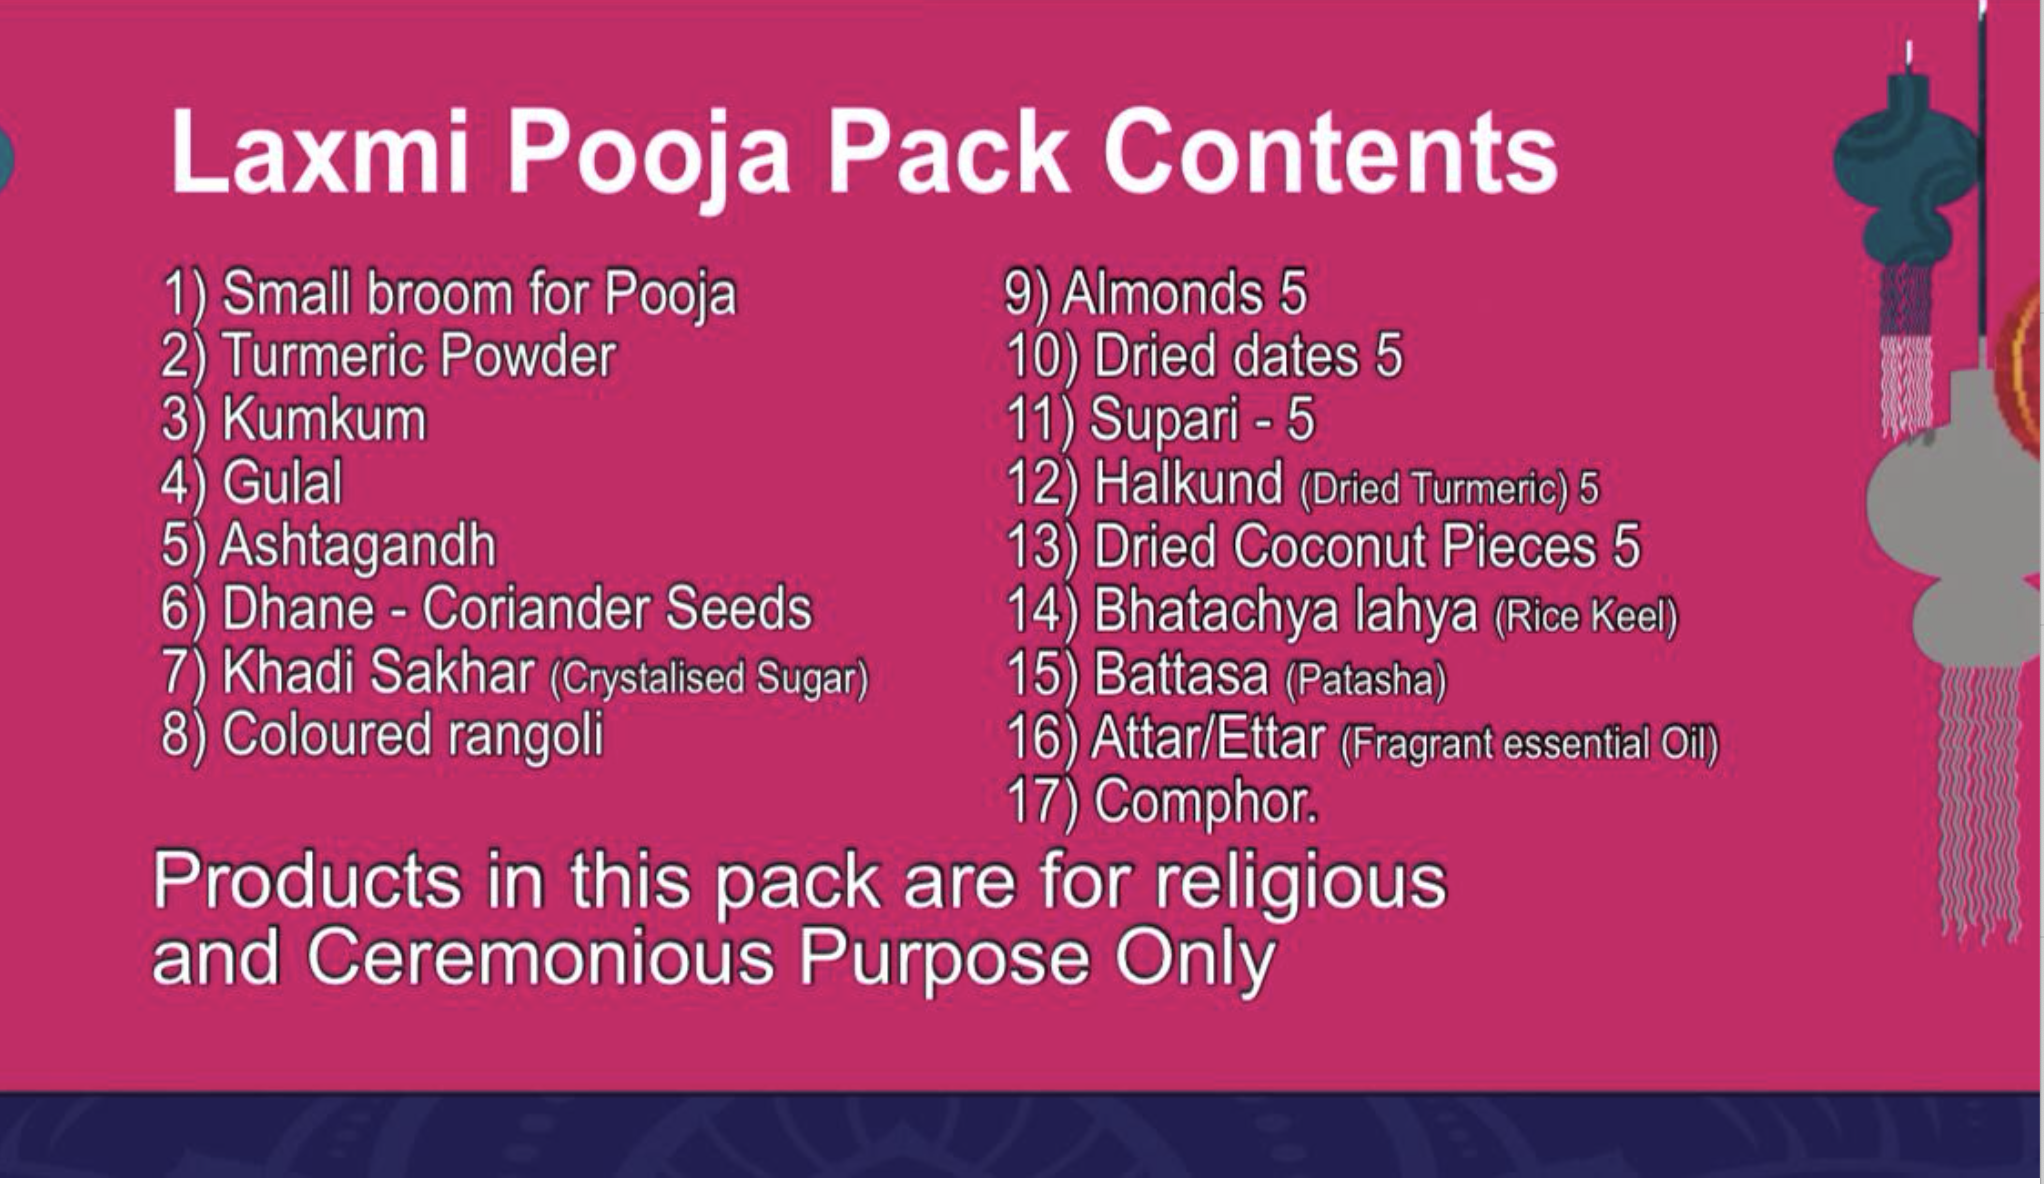 Laxmi Pooja Pack Contents
1) Small broom for Pooja
2) Turmeric Powder
3) Kumkum
4) Gulal
5) Ashtagandh
6) Dhane - Coriander Seeds
7) Khadi Sakhar (Crystalised Sugar)
8) Coloured rangoli
9) Almonds 5
10) Dried dates 5
11) Supari - 5
12) Halkund (Dried Turmeric) 5
13) Dried Coconut Pieces 5
14) Bhatachya lahya (Rice Keel)
15) Battasa (Patasha)
16) Attar/Ettar (Fragrant essential Oil)
17) Comphor.
Products in this pack are for religious
and Ceremonious Purpose Only